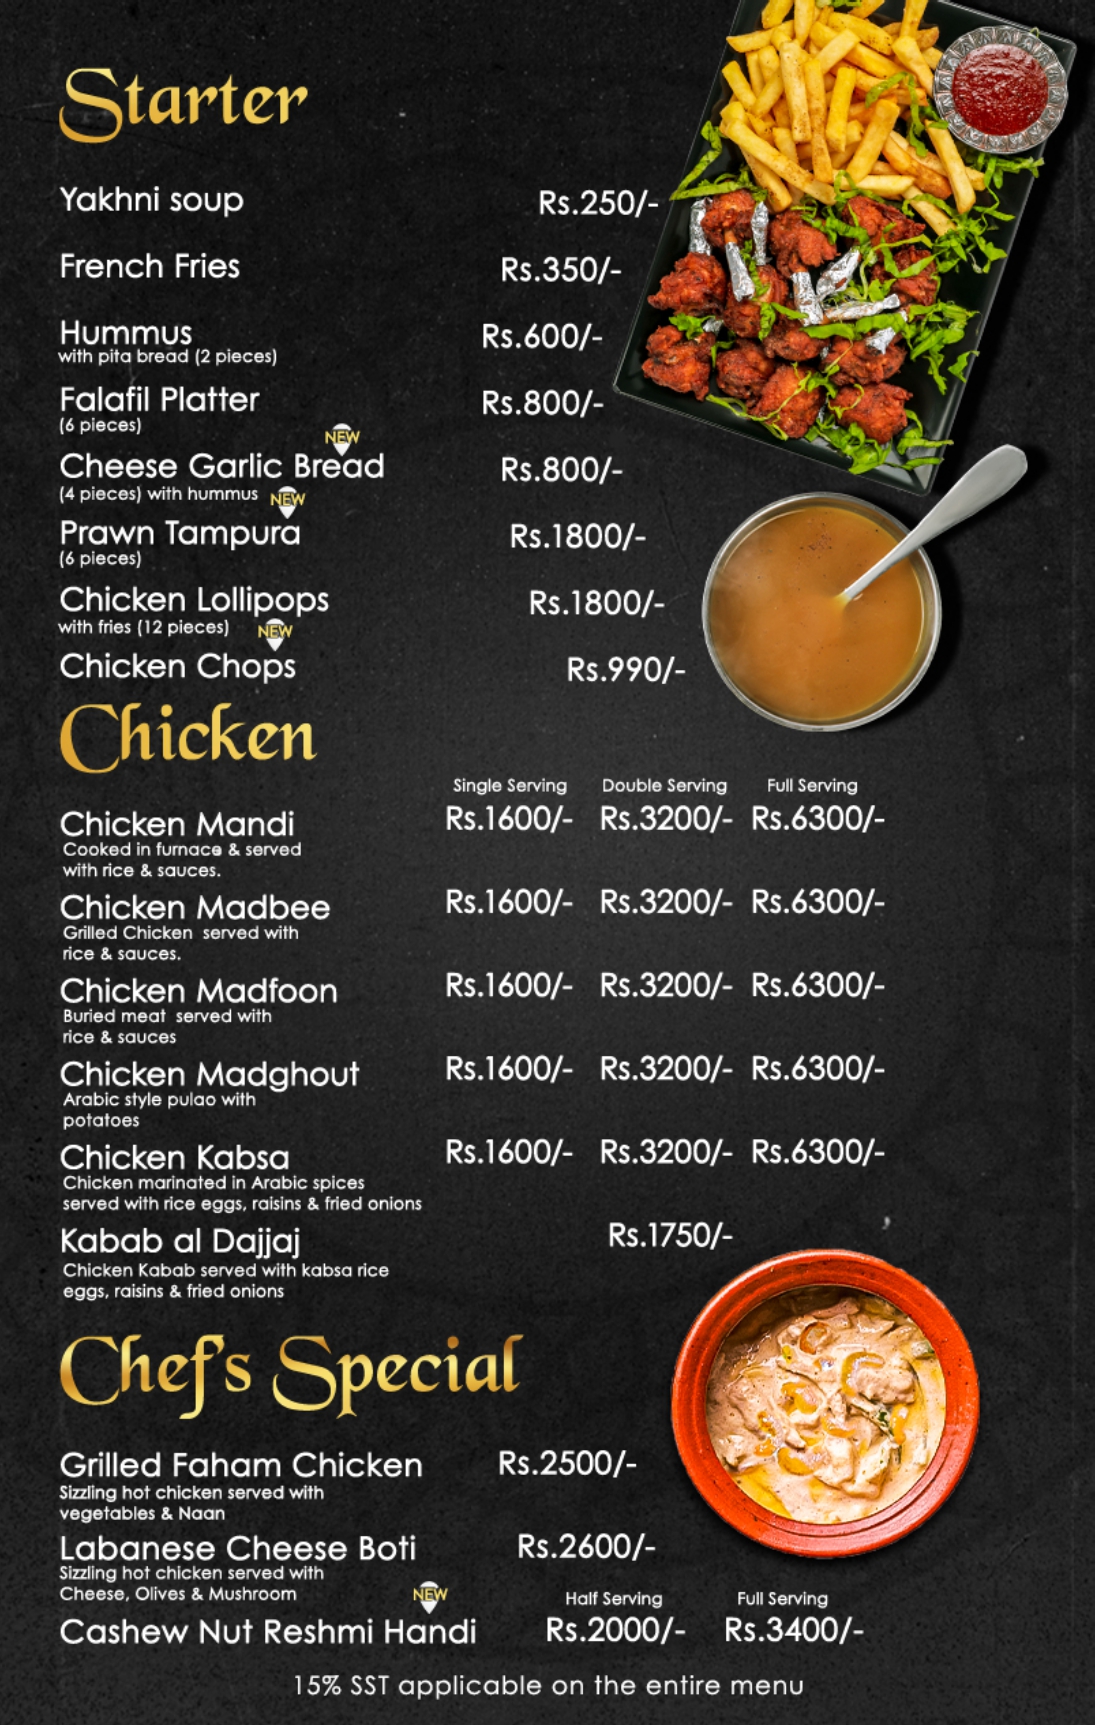 Starter
Yakhni soup Rs.250/-
French Fries Rs.350/-
Hummus Rs.600/-
with pita bread (2 pieces)
Falafil Platter Rs.800/-
(6 pieces)
NEW
Cheese Garlic Bread Rs.800/-
(4 pieces) with hummus NEW
Prawn Tampura Rs.1800/-
(6 pieces)
Chicken Lollipops Rs.1800/-
with fries (12 pieces) NEW
Chicken Chops Rs.990/-
Chicken
Single Serving Double Serving Full Serving
Chicken Mandi Rs.1600/- Rs.3200/- Rs.6300/-
Cooked in furnace & served
with rice & sauces.
Chicken Madbee Rs.1600/- Rs.3200/- Rs.6300/-
Grilled Chicken served with
rice & sauces.
Chicken Madfoon Rs.1600/- Rs.3200/- Rs.6300/-
Buried meat served with
rice & sauces
Chicken Madghout Rs.1600/- Rs.3200/- Rs.6300/-
Arabic style pulao with
potatoes
Chicken Kabsa Rs.1600/- Rs.3200/- Rs.6300/-
Chicken marinated in Arabic spices
served with rice eggs, raisins & fried onions
Kabab al Dajjaj Rs.1750/-
Chicken Kabab served with kabsa rice
eggs, raisins & fried onions
Chef's Special
Grilled Faham Chicken Rs.2500/-
Sizzling hot chicken served with
vegetables & Naan
Labanese Cheese Boti Rs.2600/-
Sizzling hot chicken served with
Cheese, Olives & Mushroom NEW Half Serving Full Serving
Cashew Nut Reshmi Handi Rs.2000/- Rs.3400/-
15% SST applicable on the entire menu